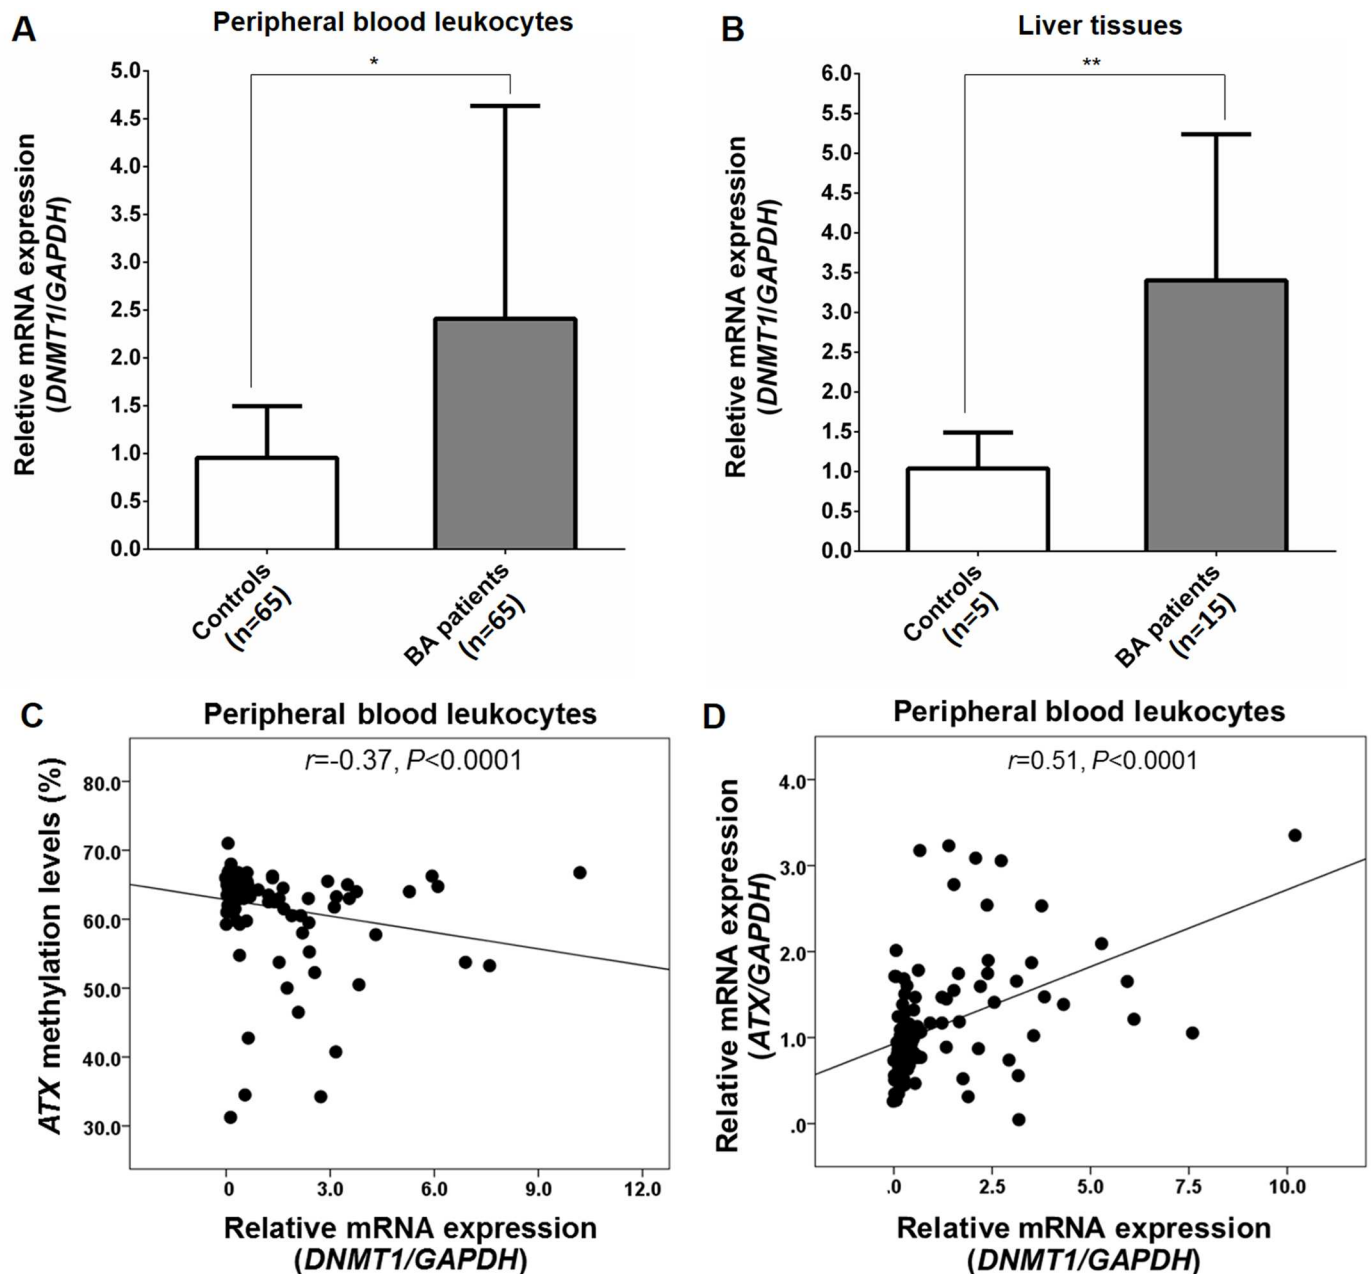 A
Peripheral blood leukocytes
*
Reletive mRNA expression
(DNMT1/GAPDH)
5.0
4.5
4.0
3.5
3.0
2.5
2.0
1.5
1.0
0.5
0.0
Controls
(n=65)
BA patients
(n=65)
B
Liver tissues
**
Reletive mRNA expression
(DNMT1/GAPDH)
6.0
5.5
5.0
4.5
4.0
3.5
3.0
2.5
2.0
1.5
1.0
0.5
0.0
Controls
(n=5)
BA patients
(n=15)
C
Peripheral blood leukocytes
r=-0.37, P<0.0001
ATX methylation levels (%)
80.0
70.0
60.0
50.0
40.0
30.0
0 3.0 6.0 9.0 12.0
Relative mRNA expression
(DNMT1/GAPDH)
D
Peripheral blood leukocytes
r=0.51, P<0.0001
Relative mRNA expression
(ATX/GAPDH)
4.0
3.0
2.0
1.0
.0
.0 2.5 5.0 7.5 10.0
Relative mRNA expression
(DNMT1/GAPDH)